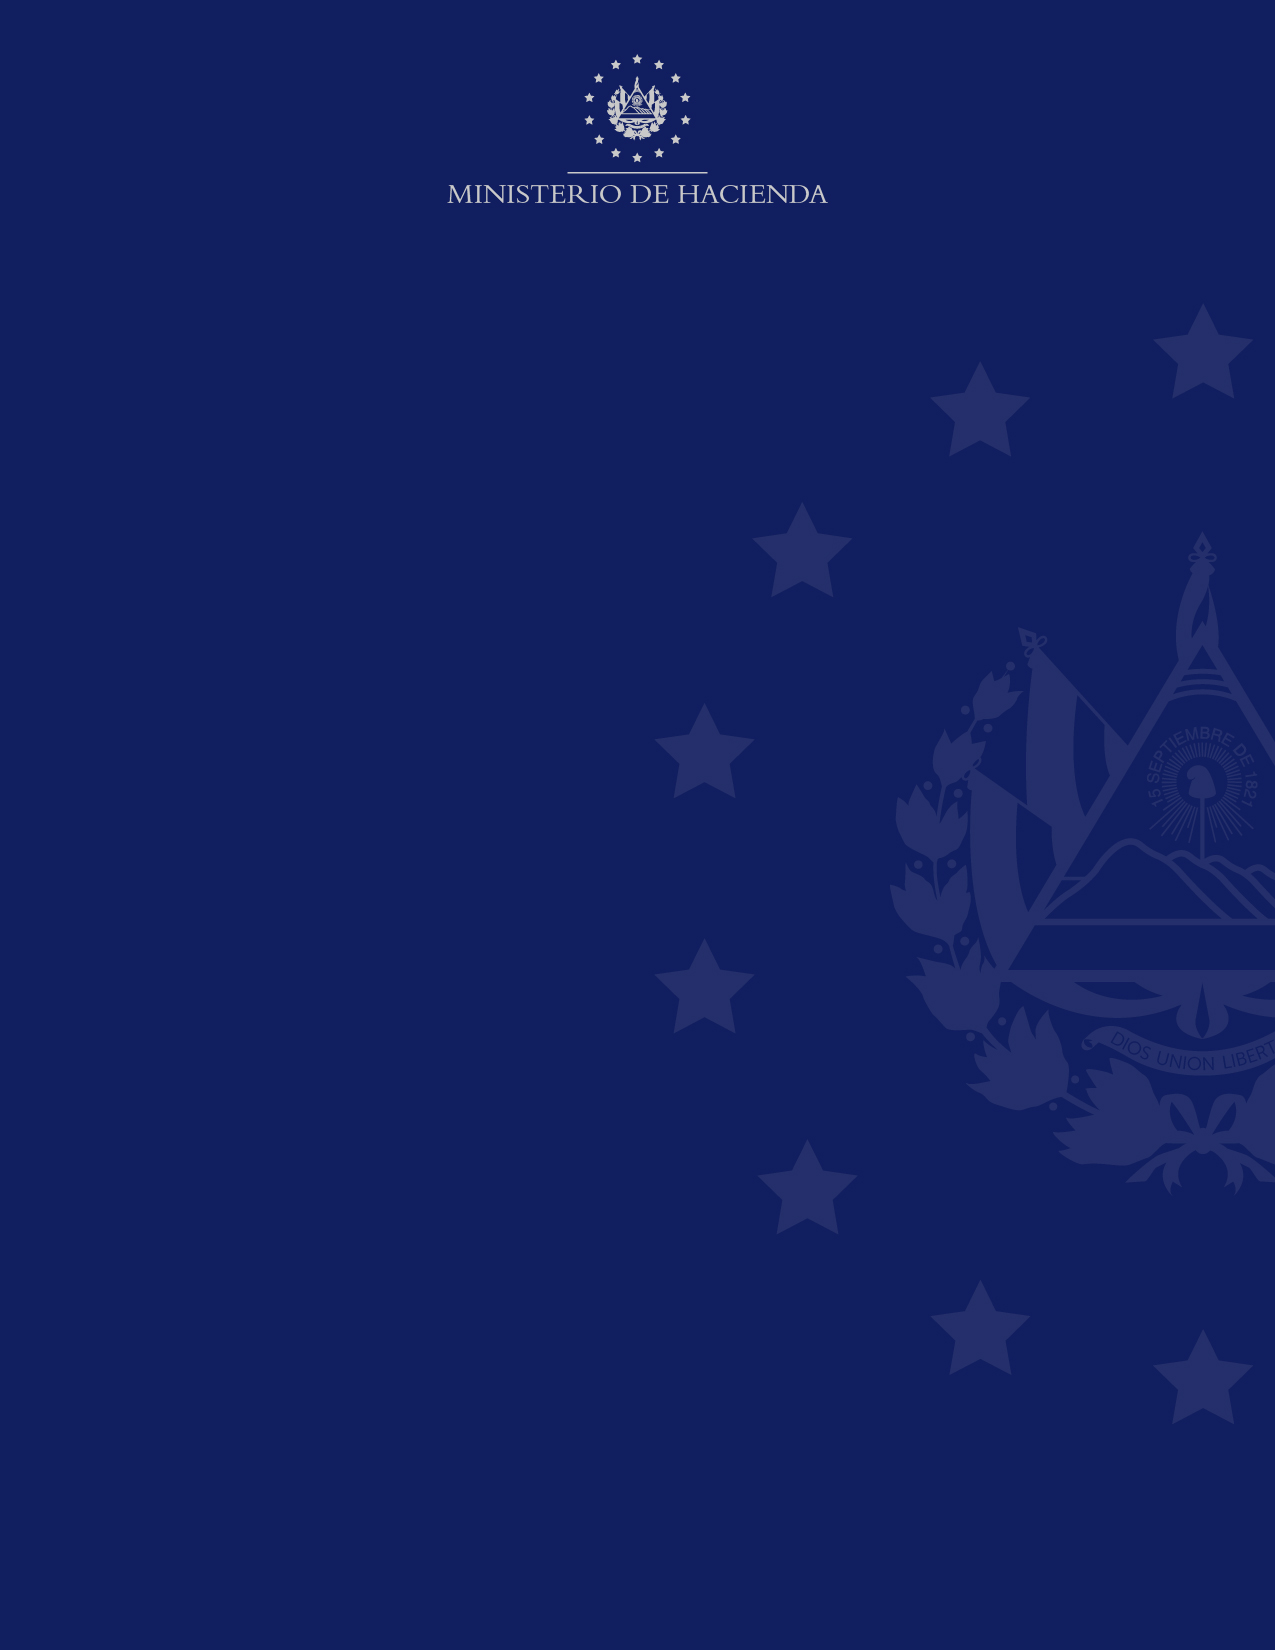 MINISTERIO DE HACIENDA
15 SEPTIEMBRE DE 1821
DIOS UNION LIBERT